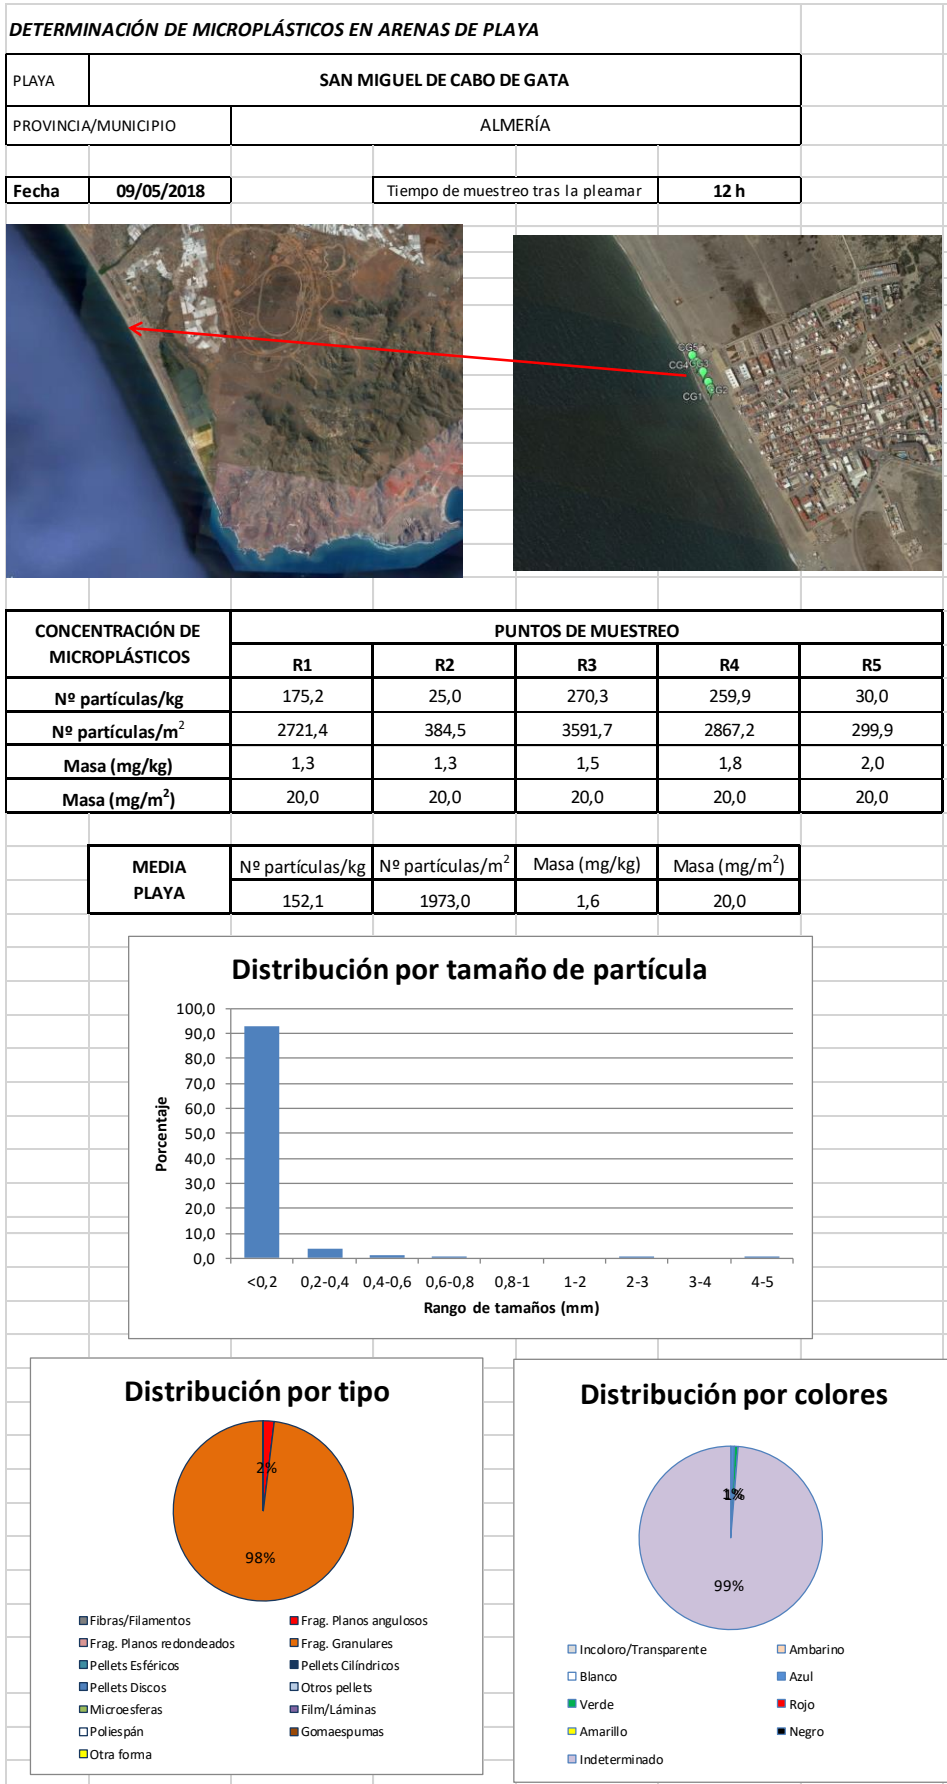 DETERMINACIÓN DE MICROPLÁSTICOS EN ARENAS DE PLAYA
PLAYA SAN MIGUEL DE CABO DE GATA
PROVINCIA/MUNICIPIO ALMERÍA
Fecha 09/05/2018 Tiempo de muestreo tras la pleamar 12 h
CG5
CG4 CG3
CG1 CG2
CONCENTRACIÓN DE MICROPLÁSTICOS PUNTOS DE MUESTREO
R1 R2 R3 R4 R5
Nº partículas/kg 175,2 25,0 270,3 259,9 30,0
Nº partículas/m² 2721,4 384,5 3591,7 2867,2 299,9
Masa (mg/kg) 1,3 1,3 1,5 1,8 2,0
Masa (mg/m²) 20,0 20,0 20,0 20,0 20,0
MEDIA PLAYA Nº partículas/kg Nº partículas/m² Masa (mg/kg) Masa (mg/m²)
152,1 1973,0 1,6 20,0
Distribución por tamaño de partícula
Porcentaje
100,0
90,0
80,0
70,0
60,0
50,0
40,0
30,0
20,0
10,0
0,0
<0,2 0,2-0,4 0,4-0,6 0,6-0,8 0,8-1 1-2 2-3 3-4 4-5
Rango de tamaños (mm)
Distribución por tipo
2%
98%
Fibras/Filamentos Frag. Planos angulosos
Frag. Planos redondeados Frag. Granulares
Pellets Esféricos Pellets Cilíndricos
Pellets Discos Otros pellets
Microesferas Film/Láminas
Poliespán Gomaespumas
Otra forma
Distribución por colores
1%
99%
Incoloro/Transparente Ambarino
Blanco Azul
Verde Rojo
Amarillo Negro
Indeterminado